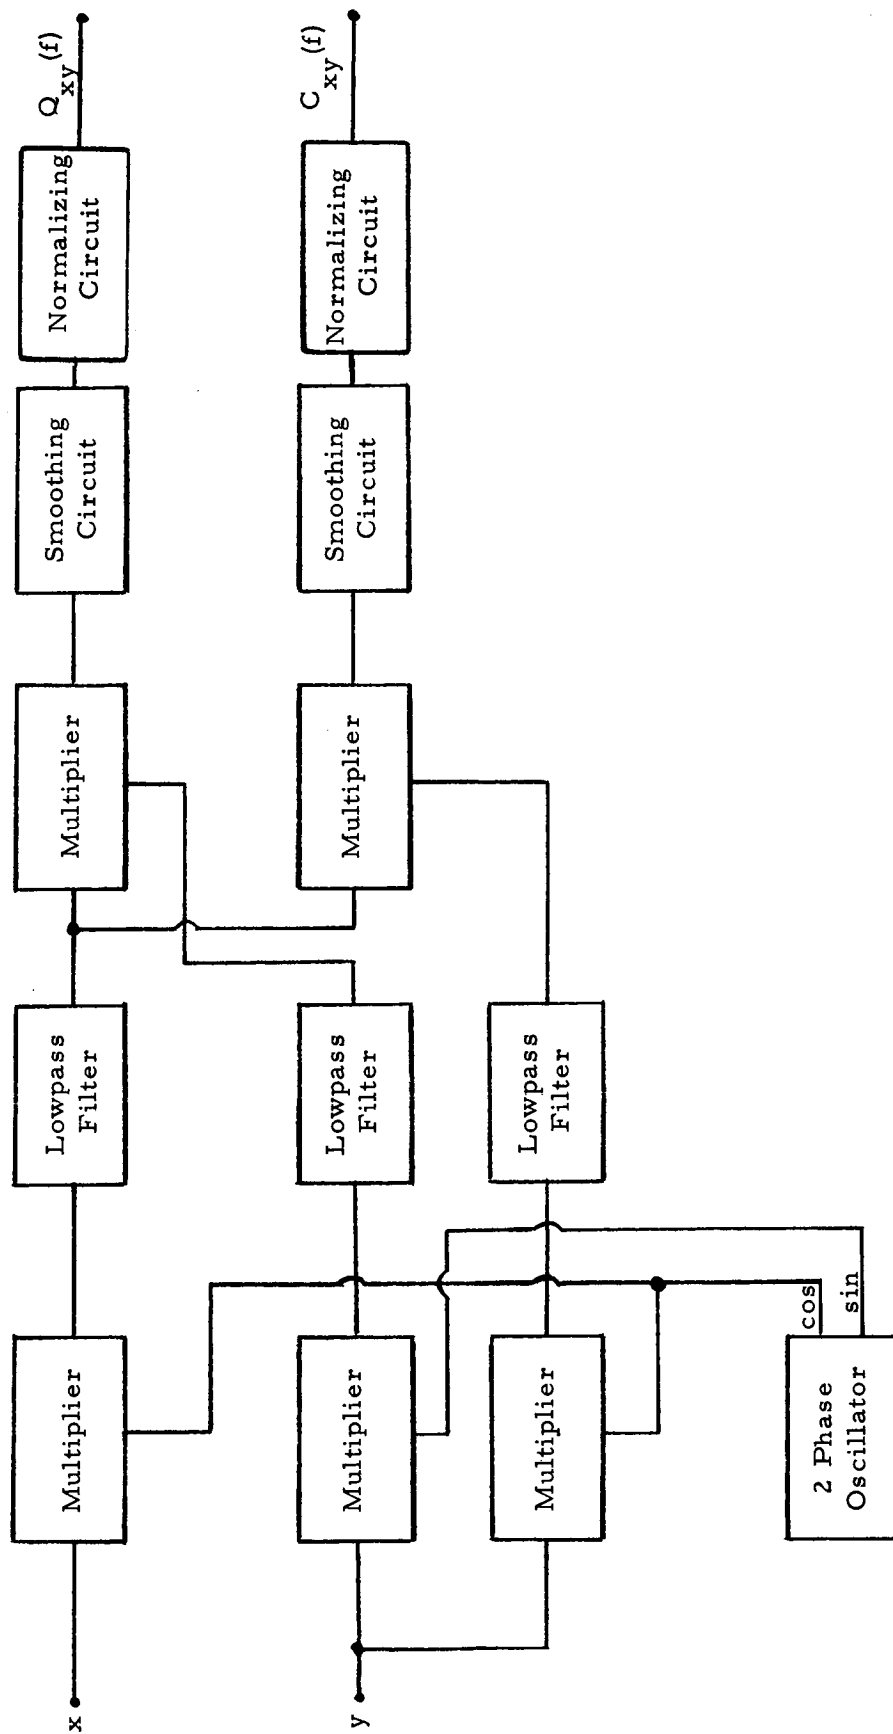 x
Multiplier
Lowpass
Filter
Multiplier
Smoothing
Circuit
Normalizing
Circuit
Q_xy(f)
y
Multiplier
Lowpass
Filter
Multiplier
Smoothing
Circuit
Normalizing
Circuit
C_xy(f)
Multiplier
Lowpass
Filter
2 Phase
Oscillator
cos
sin